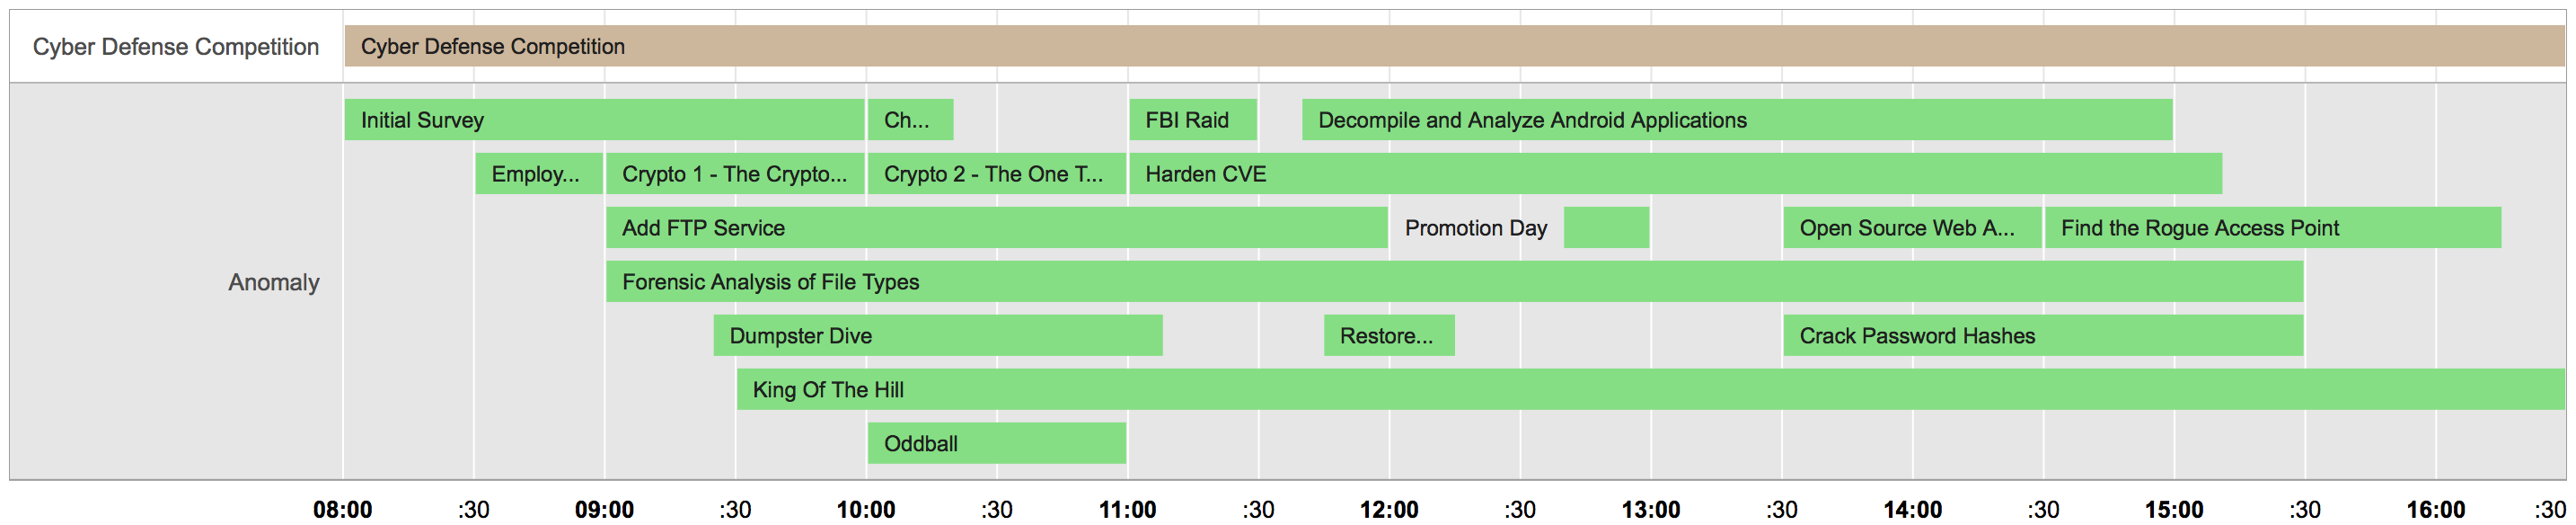 Cyber Defense Competition
Cyber Defense Competition
Anomaly
Initial Survey
Ch...
FBI Raid
Decompile and Analyze Android Applications
Employ...
Crypto 1 - The Crypto...
Crypto 2 - The One T...
Harden CVE
Add FTP Service
Promotion Day
Open Source Web A...
Find the Rogue Access Point
Forensic Analysis of File Types
Dumpster Dive
Restore...
Crack Password Hashes
King Of The Hill
Oddball
08:00 :30 09:00 :30 10:00 :30 11:00 :30 12:00 :30 13:00 :30 14:00 :30 15:00 :30 16:00 :30